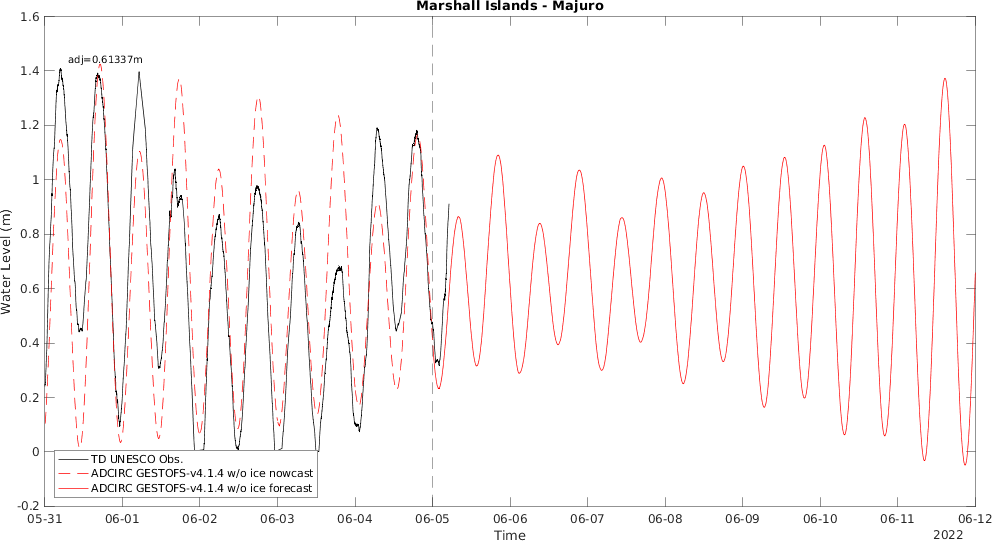 Marshall Islands - Majuro
adj=0.61337m
Water Level (m)
1.6
1.4
1.2
1
0.8
0.6
0.4
0.2
0
-0.2
TD UNESCO Obs.
ADCIRC GESTOFS-v4.1.4 w/o ice nowcast
ADCIRC GESTOFS-v4.1.4 w/o ice forecast
05-31 06-01 06-02 06-03 06-04 06-05 06-06 06-07 06-08 06-09 06-10 06-11 06-12
Time
2022